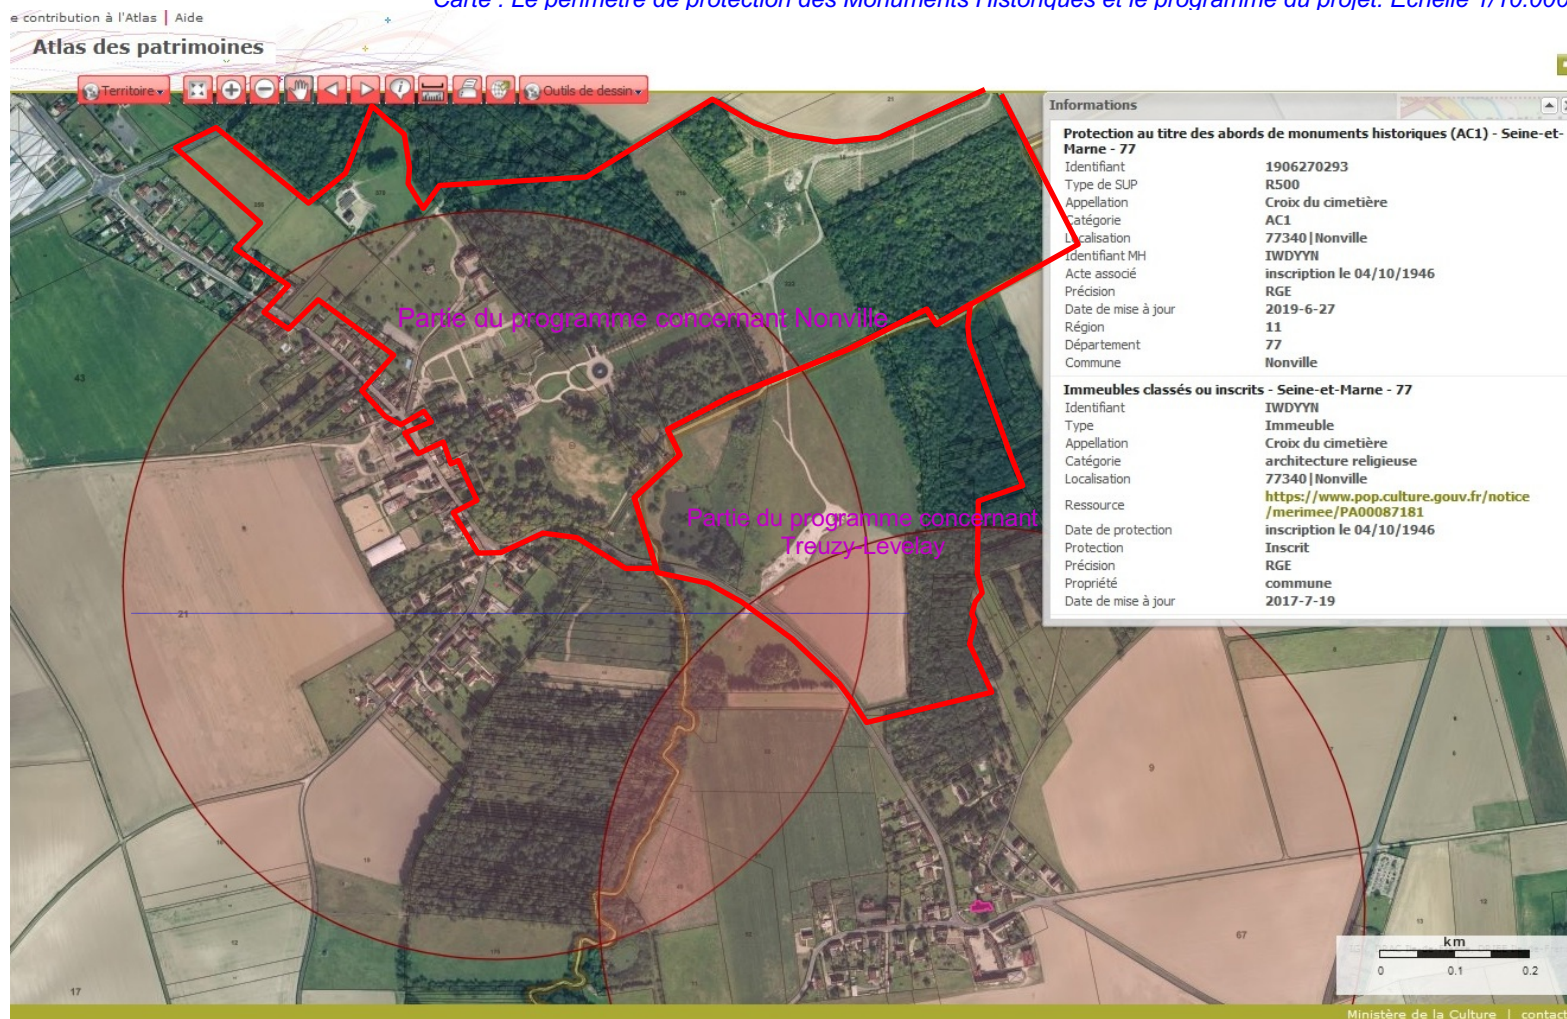 Carte : Le périmètre de protection des Monuments Historiques et le programme du projet. Echelle 1/10.000
e contribution à l'Atlas | Aide
Atlas des patrimoines
Territoire
Outils de dessin
Informations
Protection au titre des abords de monuments historiques (AC1) - Seine-et-
Marne - 77
Identifiant 1906270293
Type de SUP R500
Appellation Croix du cimetière
Catégorie AC1
Localisation 77340|Nonville
Identifiant MH IWDYYN
Acte associé inscription le 04/10/1946
Précision RGE
Date de mise à jour 2019-6-27
Région 11
Département 77
Commune Nonville
Immeubles classés ou inscrits - Seine-et-Marne - 77
Identifiant IWDYYN
Type Immeuble
Appellation Croix du cimetière
Catégorie architecture religieuse
Localisation 77340|Nonville
Ressource https://www.pop.culture.gouv.fr/notice
/merimee/PA00087181
Date de protection inscription le 04/10/1946
Protection Inscrit
Précision RGE
Propriété commune
Date de mise à jour 2017-7-19
Partie du programme concernant Nonville
Partie du programme concernant
Treuzy-Levelay
43
21
9
67
17
km
0 0.1 0.2
Ministère de la Culture | contact